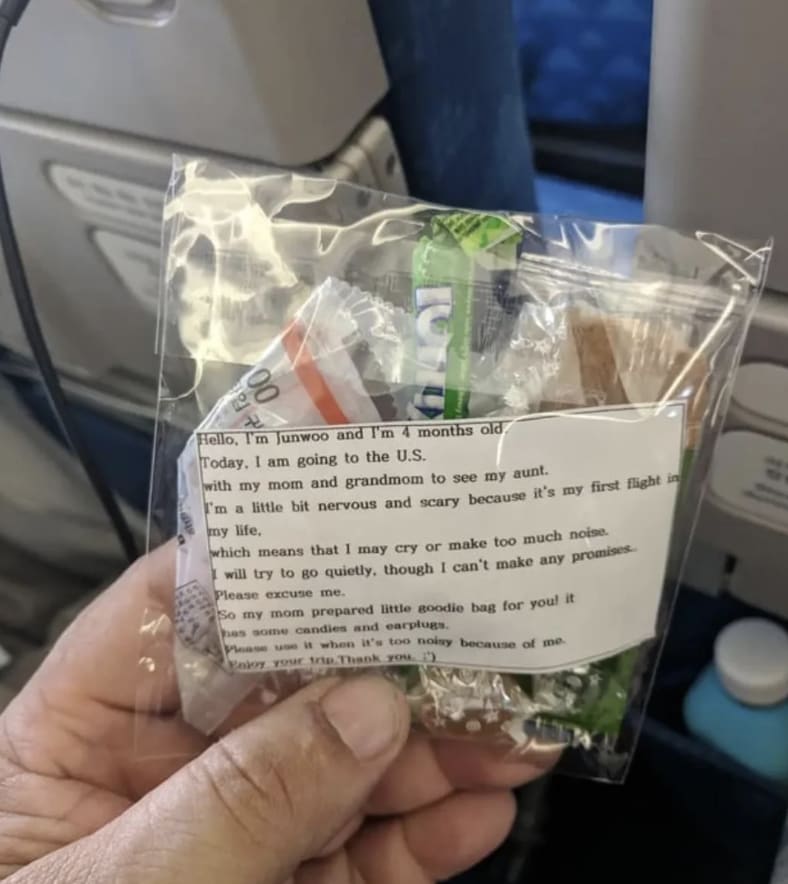 00
Hello, I'm Junwoo and I'm 4 months old
Today, I am going to the U.S.
with my mom and grandmom to see my aunt.
I'm a little bit nervous and scary because it's my first flight in
my life,
which means that I may cry or make too much noise.
I will try to go quietly, though I can't make any promises..
Please excuse me.
So my mom prepared little goodie bag for you! it
has some candies and earplugs.
Please use it when it's too noisy because of me.
Enjoy your trip.Thank you. :)